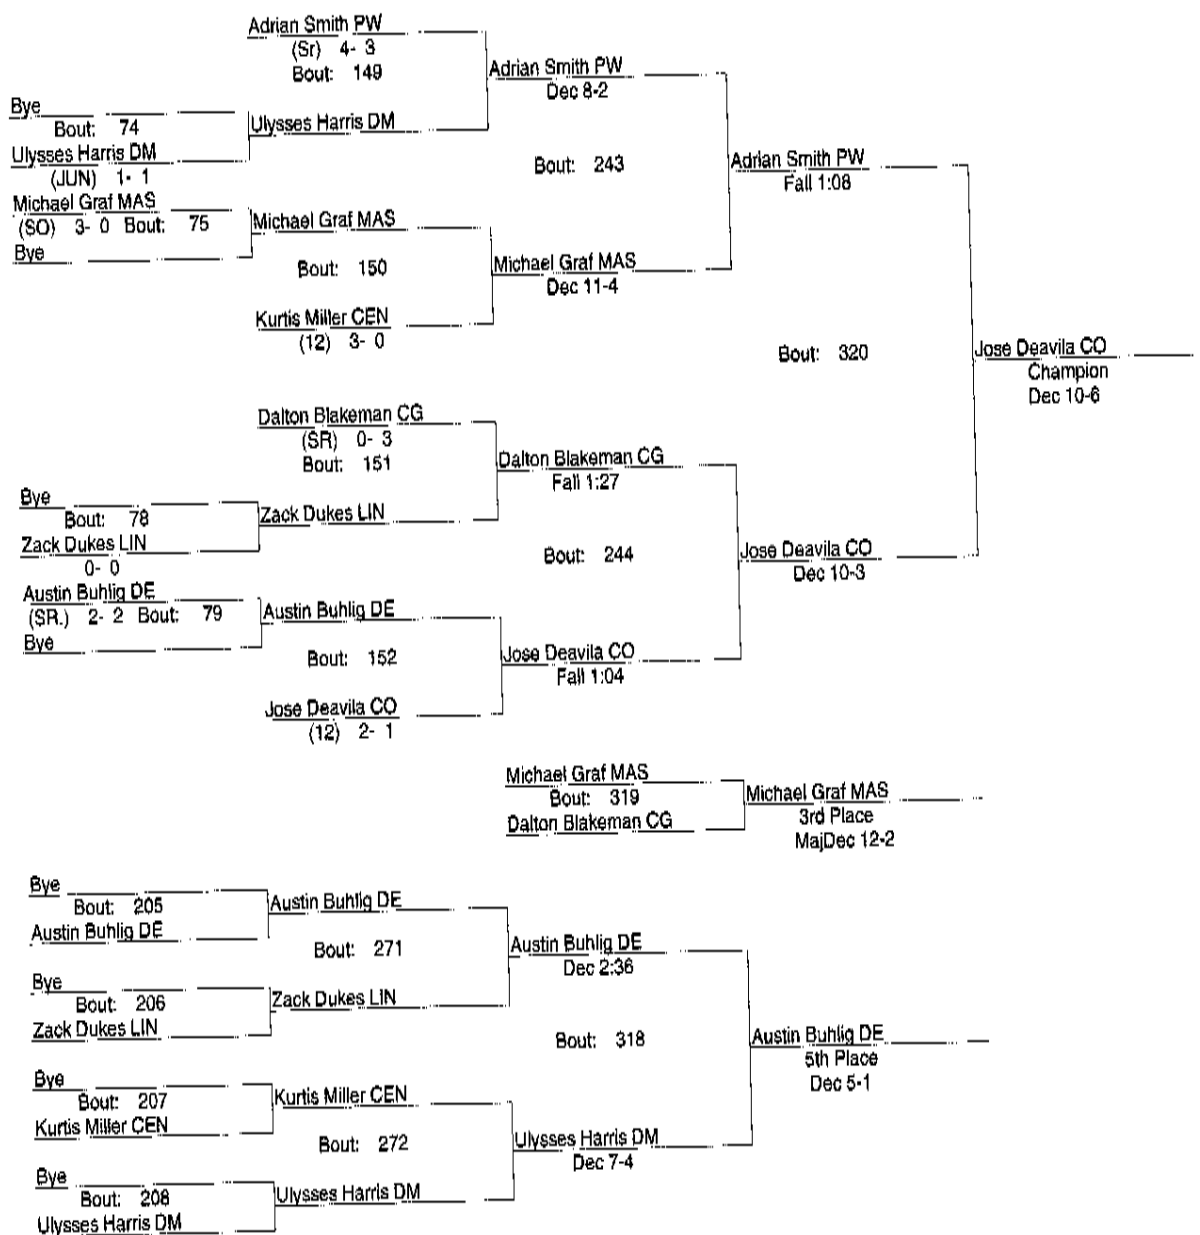 Adrian Smith PW
(Sr) 4- 3
Bout: 149
Adrian Smith PW
Dec 8-2
Bye
Bout: 74
Ulysses Harris DM
Ulysses Harris DM
(JUN) 1- 1
Bout: 243
Adrian Smith PW
Fall 1:08
Michael Graf MAS
(SO) 3- 0 Bout: 75
Michael Graf MAS
Bye
Bout: 150
Michael Graf MAS
Dec 11-4
Kurtis Miller CEN
(12) 3- 0
Bout: 320
Jose Deavila CO
Champion
Dec 10-6
Dalton Blakeman CG
(SR) 0- 3
Bout: 151
Dalton Blakeman CG
Fall 1:27
Bye
Bout: 78
Zack Dukes LIN
Zack Dukes LIN
0- 0
Bout: 244
Jose Deavila CO
Dec 10-3
Austin Buhlig DE
(SR.) 2- 2 Bout: 79
Austin Buhlig DE
Bye
Bout: 152
Jose Deavila CO
Fall 1:04
Jose Deavila CO
(12) 2- 1
Michael Graf MAS
Bout: 319
Dalton Blakeman CG
Michael Graf MAS
3rd Place
MajDec 12-2
Bye
Bout: 205
Austin Buhlig DE
Austin Buhlig DE
Bout: 271
Austin Buhlig DE
Dec 2:36
Bye
Bout: 206
Zack Dukes LIN
Zack Dukes LIN
Bout: 318
Austin Buhlig DE
5th Place
Dec 5-1
Bye
Bout: 207
Kurtis Miller CEN
Kurtis Miller CEN
Bout: 272
Ulysses Harris DM
Dec 7-4
Bye
Bout: 208
Ulysses Harris DM
Ulysses Harris DM